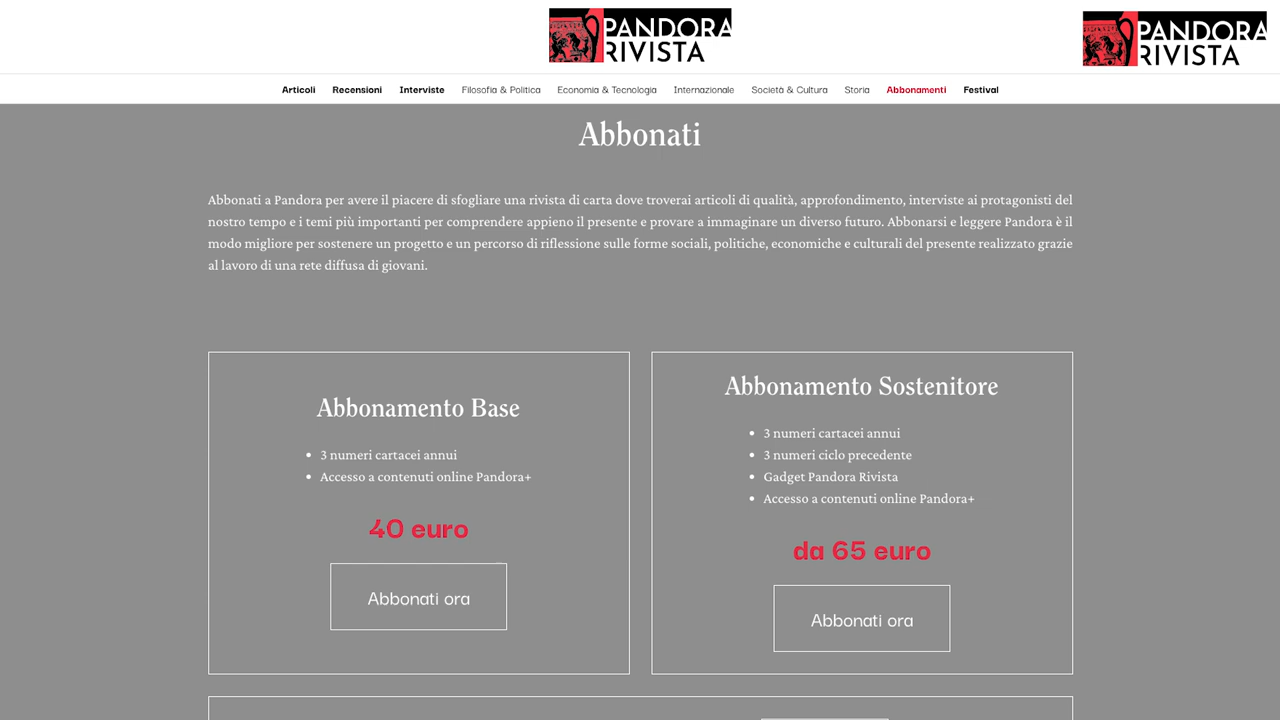 PANDORA
RIVISTA
PANDORA
RIVISTA
Articoli Recensioni Interviste Filosofia & Politica Economia & Tecnologia Internazionale Società & Cultura Storia Abbonamenti Festival
Abbonati
Abbonati a Pandora per avere il piacere di sfogliare una rivista di carta dove troverai articoli di qualità, approfondimento, interviste ai protagonisti del
nostro tempo e i temi più importanti per comprendere appieno il presente e provare a immaginare un diverso futuro. Abbonarsi e leggere Pandora è il
modo migliore per sostenere un progetto e un percorso di riflessione sulle forme sociali, politiche, economiche e culturali del presente realizzato grazie
al lavoro di una rete diffusa di giovani.
Abbonamento Base
• 3 numeri cartacei annui
• Accesso a contenuti online Pandora+
40 euro
Abbonati ora
Abbonamento Sostenitore
• 3 numeri cartacei annui
• 3 numeri ciclo precedente
• Gadget Pandora Rivista
• Accesso a contenuti online Pandora+
da 65 euro
Abbonati ora